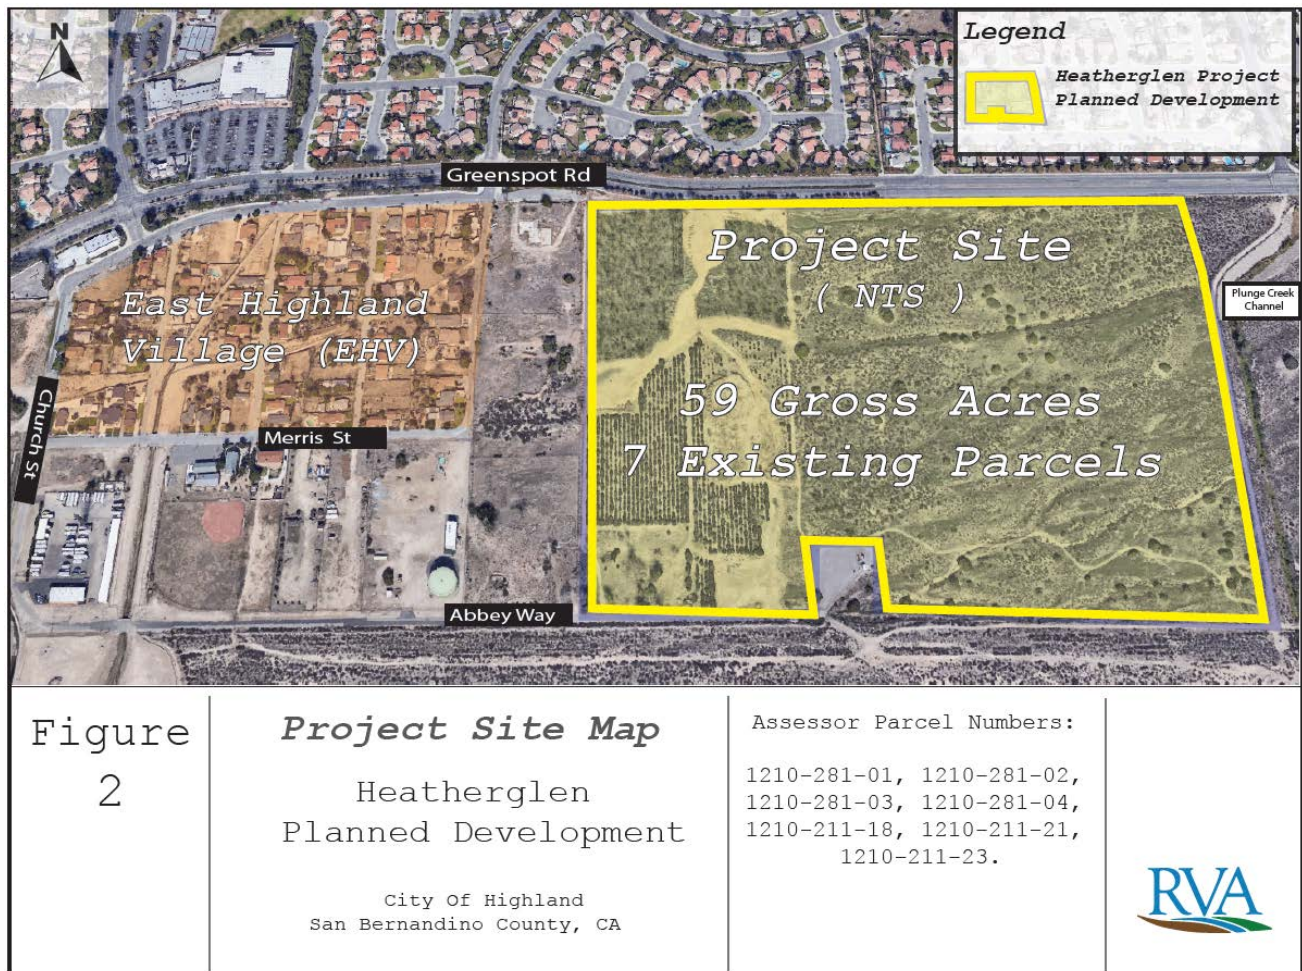 N
Legend
Heatherglen Project
Planned Development
Greenspot Rd
Project Site
( NTS )
Plunge Creek
Channel
East Highland
Village (EHV)
59 Gross Acres
7 Existing Parcels
Church St
Merris St
Abbey Way
Figure
2
Project Site Map
Heatherglen
Planned Development
City Of Highland
San Bernandino County, CA
Assessor Parcel Numbers:
1210-281-01, 1210-281-02,
1210-281-03, 1210-281-04,
1210-211-18, 1210-211-21,
1210-211-23.
RVA